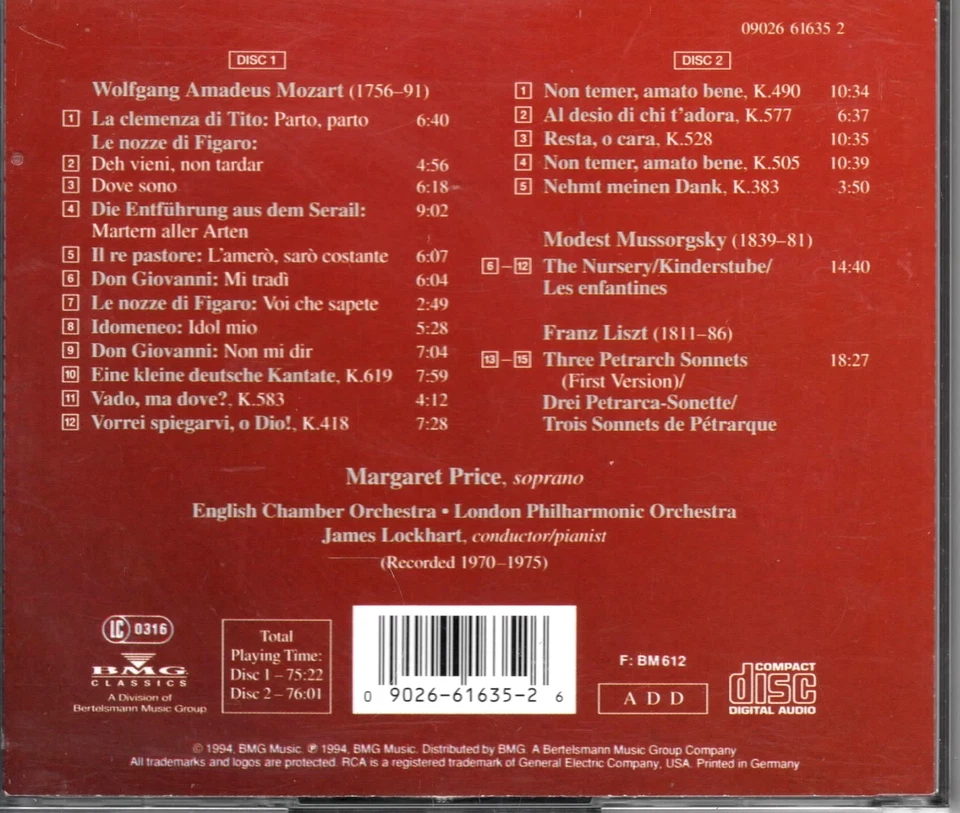 09026 61635 2
DISC 1
Wolfgang Amadeus Mozart (1756–91)
1 La clemenza di Tito: Parto, parto 6:40
Le nozze di Figaro:
2 Deh vieni, non tardar 4:56
3 Dove sono 6:18
4 Die Entführung aus dem Serail: 9:02
Martern aller Arten
5 Il re pastore: L'amerò, sarò costante 6:07
6 Don Giovanni: Mi tradì 6:04
7 Le nozze di Figaro: Voi che sapete 2:49
8 Idomeneo: Idol mio 5:28
9 Don Giovanni: Non mi dir 7:04
10 Eine kleine deutsche Kantate, K.619 7:59
11 Vado, ma dove?, K.583 4:12
12 Vorrei spiegarvi, o Dio!, K.418 7:28
DISC 2
1 Non temer, amato bene, K.490 10:34
2 Al desio di chi t'adora, K.577 6:37
3 Resta, o cara, K.528 10:35
4 Non temer, amato bene, K.505 10:39
5 Nehmt meinen Dank, K.383 3:50
Modest Mussorgsky (1839–81)
6–12 The Nursery/Kinderstube/ 14:40
Les enfantines
Franz Liszt (1811–86)
13–15 Three Petrarch Sonnets 18:27
(First Version)/
Drei Petrarca-Sonette/
Trois Sonnets de Pétrarque
Margaret Price, soprano
English Chamber Orchestra • London Philharmonic Orchestra
James Lockhart, conductor/pianist
(Recorded 1970–1975)
LC 0316
BMG
CLASSICS
A Division of
Bertelsmann Music Group
Total
Playing Time:
Disc 1 – 75:22
Disc 2 – 76:01
0 9026-61635-2 6
F: BM 612
A D D
COMPACT
disc
DIGITAL AUDIO
© 1994, BMG Music. ℗ 1994, BMG Music. Distributed by BMG. A Bertelsmann Music Group Company
All trademarks and logos are protected. RCA is a registered trademark of General Electric Company, USA. Printed in Germany